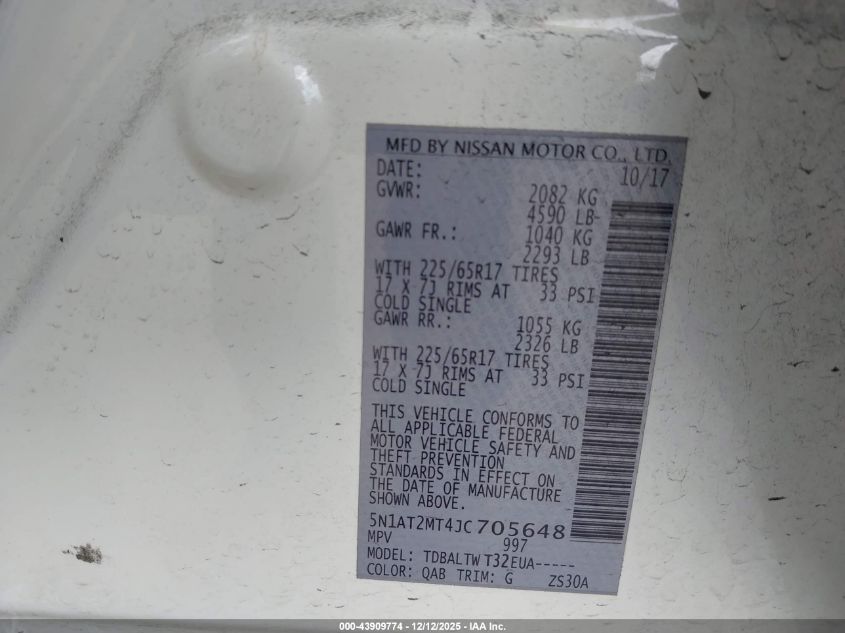 MFD BY NISSAN MOTOR CO., LTD.
DATE: 10/17
GVWR: 2082 KG
4590 LB
GAWR FR.: 1040 KG
2293 LB
WITH 225/65R17 TIRES
17 X 7J RIMS AT 33 PSI
COLD SINGLE
GAWR RR.: 1055 KG
2326 LB
WITH 225/65R17 TIRES
17 X 7J RIMS AT 33 PSI
COLD SINGLE
THIS VEHICLE CONFORMS TO
ALL APPLICABLE FEDERAL
MOTOR VEHICLE SAFETY AND
THEFT PREVENTION
STANDARDS IN EFFECT ON
THE DATE OF MANUFACTURE
SHOWN ABOVE.
5N1AT2MT4JC705648
MPV 997
MODEL: TDBALTW T32EUA-----
COLOR: QAB TRIM: G ZS30A
000-43909774 - 12/12/2025 - IAA Inc.